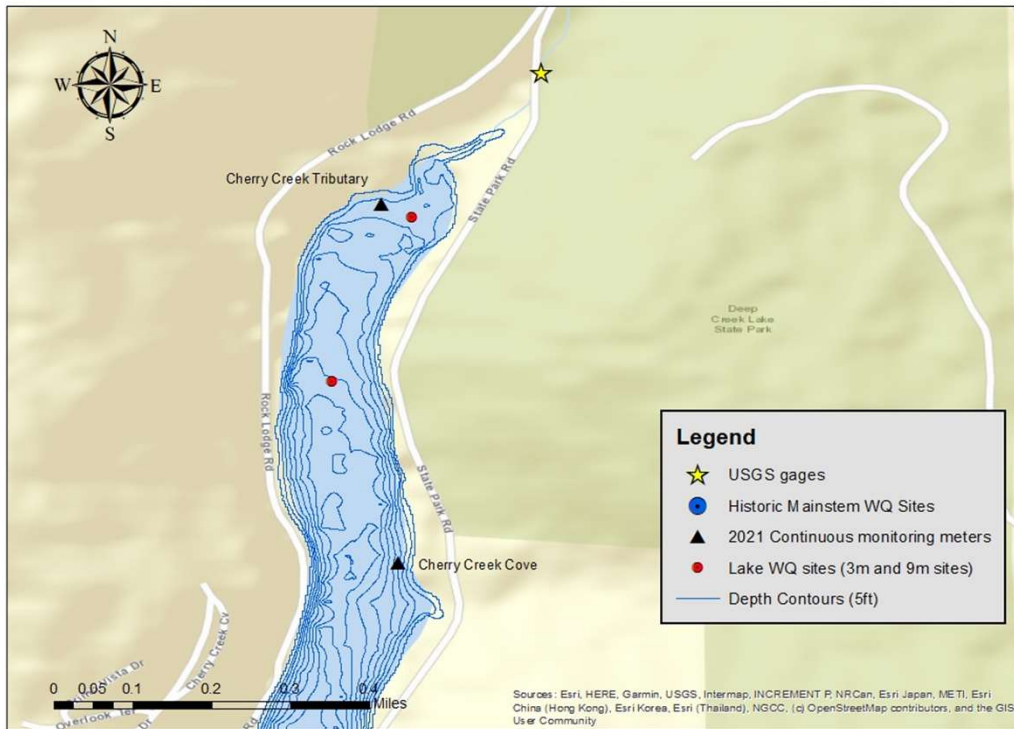 N
W
E
S
Rock Lodge Rd
Cherry Creek Tributary
State Park Rd
Deep
Creek Lake
State Park
Rock Lodge Rd
State Park Rd
Cherry Creek Cove
Legend
USGS gages
Historic Mainstem WQ Sites
2021 Continuous monitoring meters
Lake WQ sites (3m and 9m sites)
Depth Contours (5ft)
Cherry Creek Cv
Vista Dr
Overlook Ter
Dr
Rd
0 0.05 0.1 0.2 0.3 0.4
Miles
Sources: Esri, HERE, Garmin, USGS, Intermap, INCREMENT P, NRCan, Esri Japan, METI, Esri
China (Hong Kong), Esri Korea, Esri (Thailand), NGCC, (c) OpenStreetMap contributors, and the GIS
User Community